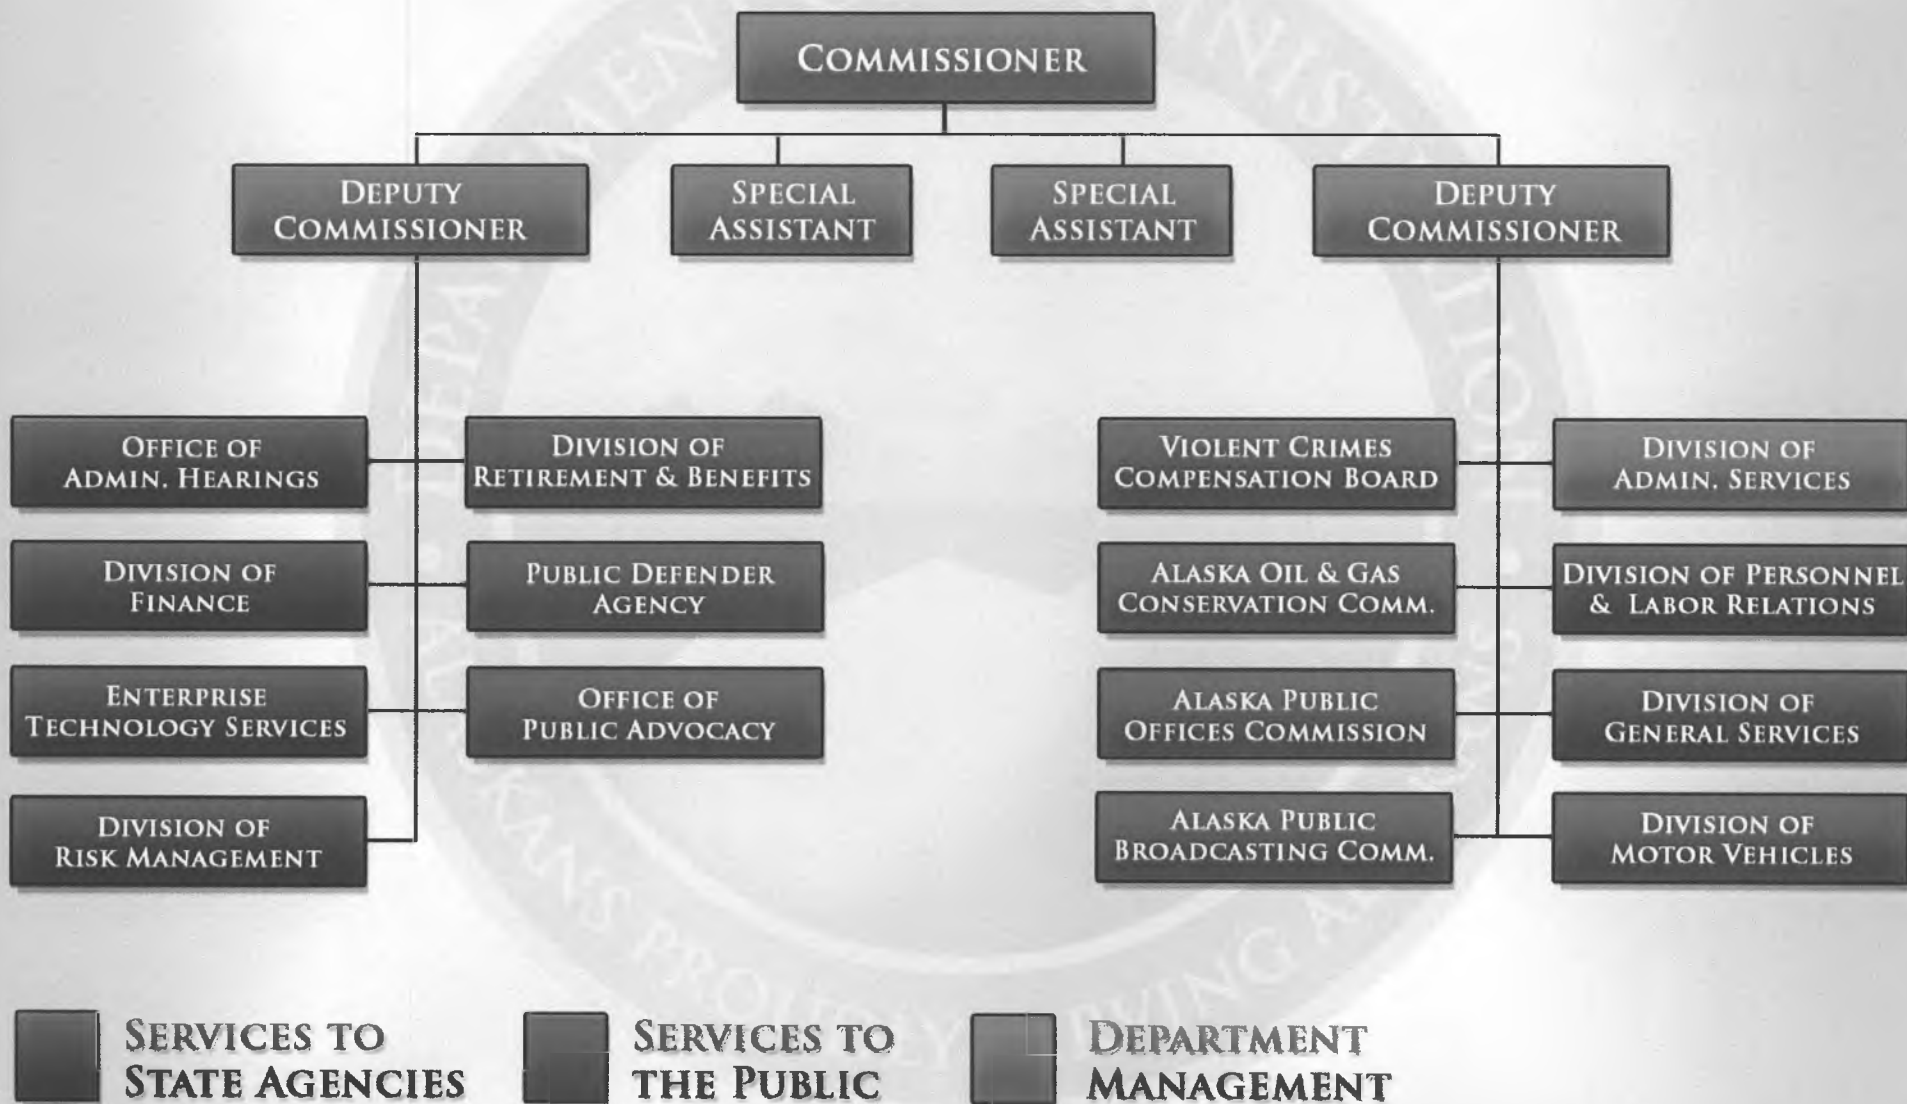 COMMISSIONER
DEPUTY
COMMISSIONER
SPECIAL
ASSISTANT
SPECIAL
ASSISTANT
DEPUTY
COMMISSIONER
OFFICE OF
ADMIN. HEARINGS
DIVISION OF
RETIREMENT & BENEFITS
VIOLENT CRIMES
COMPENSATION BOARD
DIVISION OF
ADMIN. SERVICES
DIVISION OF
FINANCE
PUBLIC DEFENDER
AGENCY
ALASKA OIL & GAS
CONSERVATION COMM.
DIVISION OF PERSONNEL
& LABOR RELATIONS
ENTERPRISE
TECHNOLOGY SERVICES
OFFICE OF
PUBLIC ADVOCACY
ALASKA PUBLIC
OFFICES COMMISSION
DIVISION OF
GENERAL SERVICES
DIVISION OF
RISK MANAGEMENT
ALASKA PUBLIC
BROADCASTING COMM.
DIVISION OF
MOTOR VEHICLES
SERVICES TO
STATE AGENCIES
SERVICES TO
THE PUBLIC
DEPARTMENT
MANAGEMENT